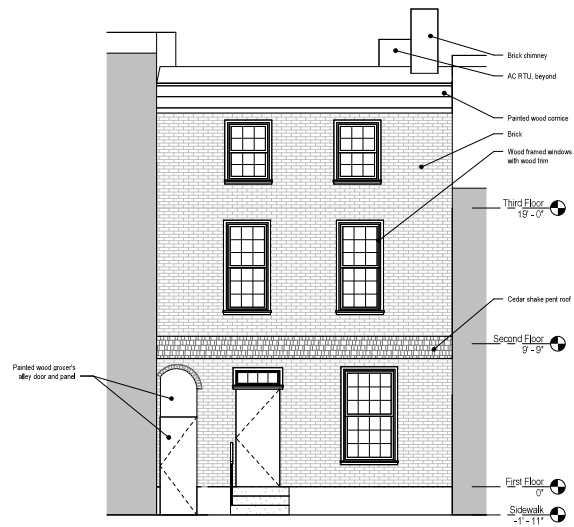 Brick chimney
AC RTU, beyond
Painted wood cornice
Brick
Wood framed windows
with wood trim
Third Floor
19' - 0"
Cedar shake pent roof
Second Floor
9' - 9"
Painted wood grocer's
alley door and panel
First Floor
0"
Sidewalk
-1' - 11"